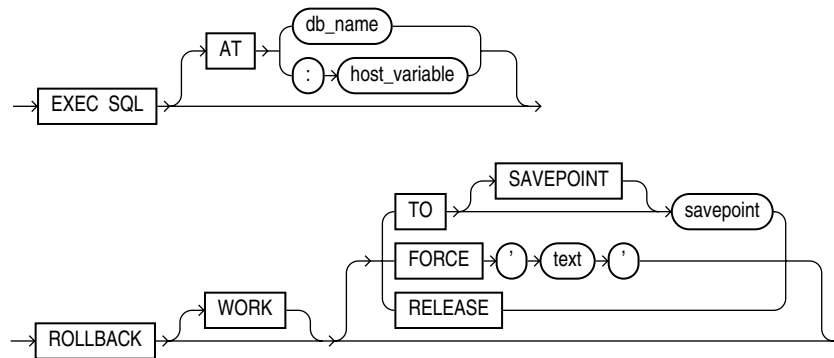 db_name
AT
: host_variable
EXEC SQL
SAVEPOINT
TO savepoint
FORCE ' text '
WORK RELEASE
ROLLBACK